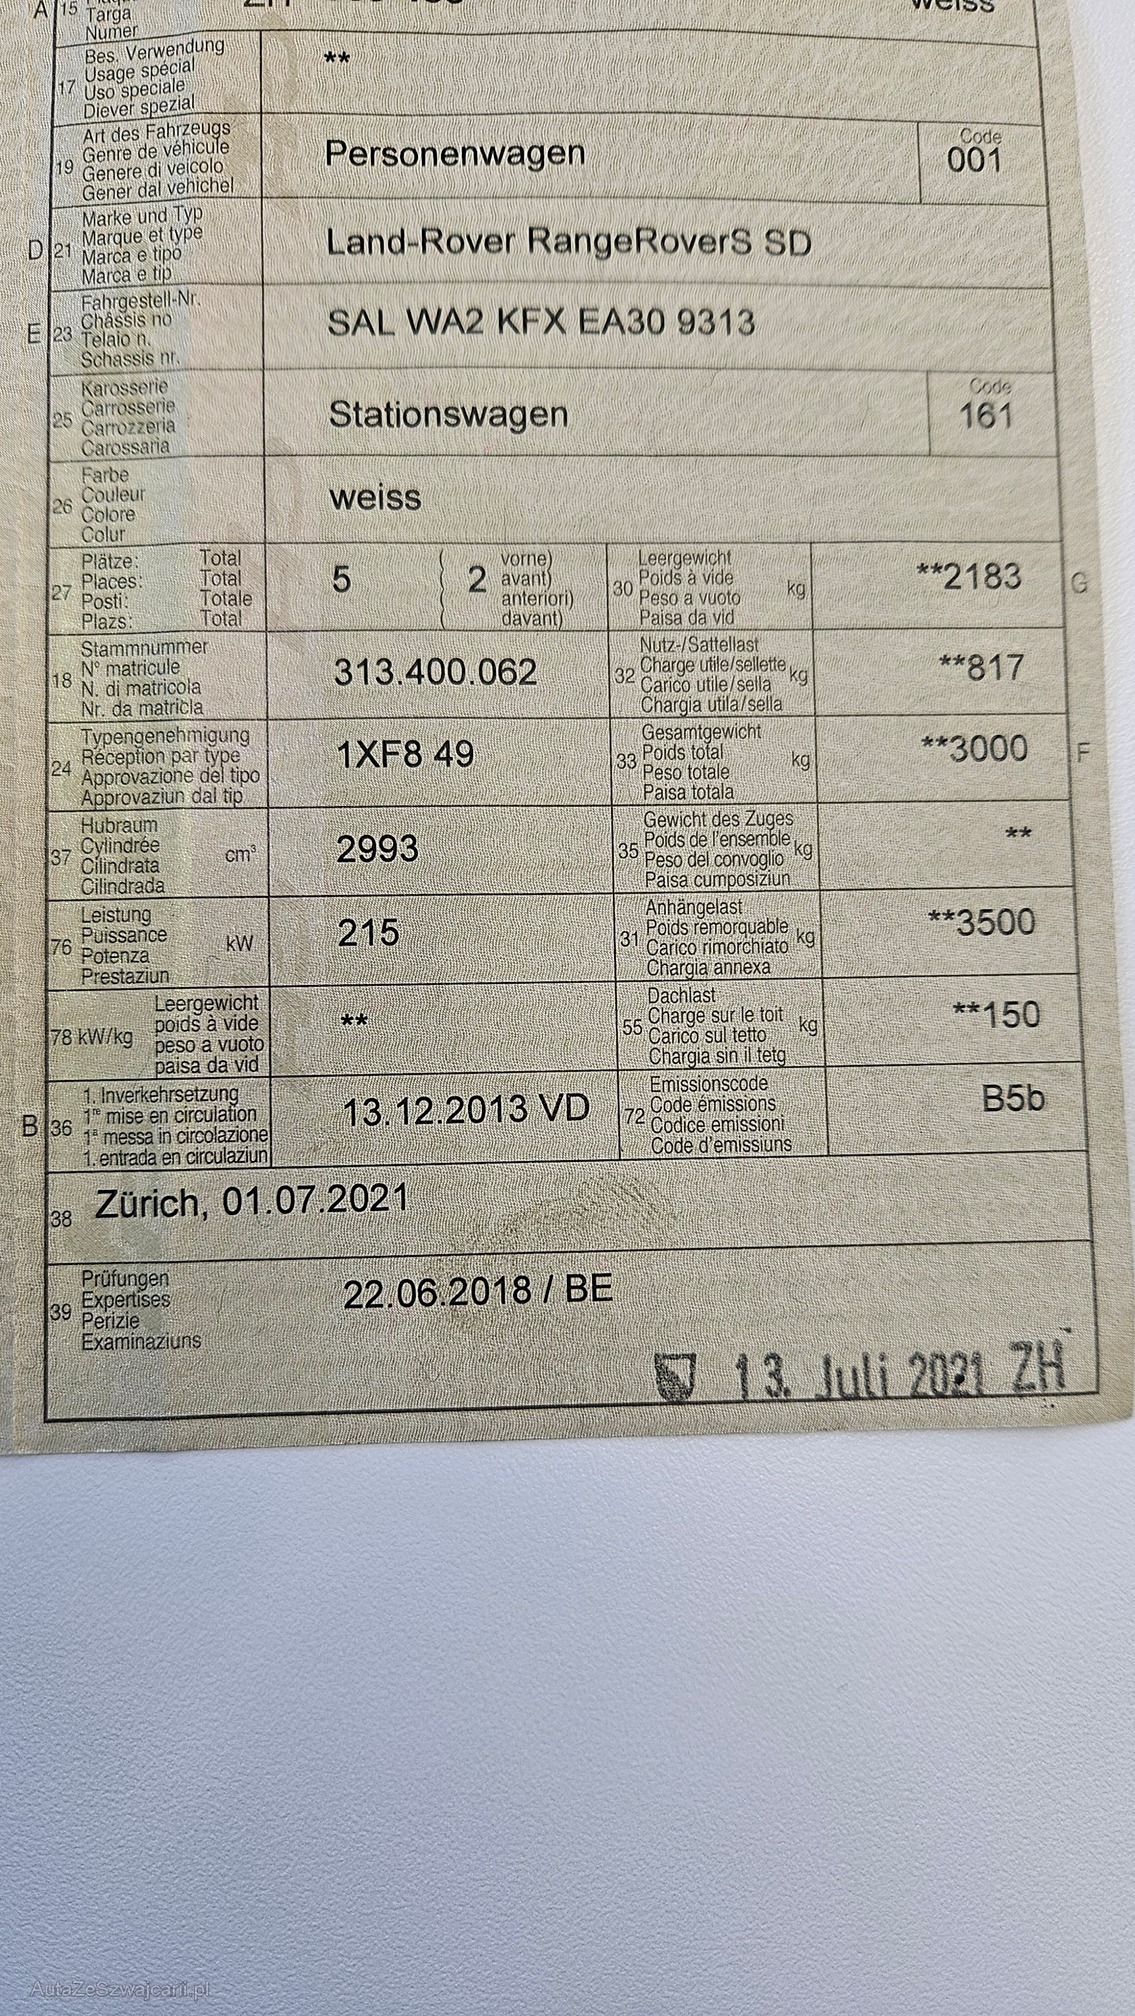 A 15 Targa weiss
Numer
17 Bes. Verwendung **
Usage spécial
Uso speciale
Diever spezial
19 Art des Fahrzeugs Personenwagen Code 001
Genre de véhicule
Genere di veicolo
Gener dal vehichel
D 21 Marke und Typ Land-Rover RangeRoverS SD
Marque et type
Marca e tipo
Marca e tip
E 23 Fahrgestell-Nr. SAL WA2 KFX EA30 9313
Châssis no
Telaio n.
Schassis nr.
25 Karosserie Stationswagen Code 161
Carrosserie
Carrozzeria
Carossaria
26 Farbe weiss
Couleur
Colore
Colur
27 Plätze: Total 5 ( 2 vorne) 30 Leergewicht kg **2183 G
Places: Total avant) Poids à vide
Posti: Totale anteriori) Peso a vuoto
Plazs: Total ( davant) Paisa da vid
18 Stammnummer 313.400.062 32 Nutz-/Sattellast kg **817
N° matricule Charge utile/sellette
N. di matricola Carico utile/sella
Nr. da matricla Chargia utila/sella
24 Typengenehmigung 1XF8 49 33 Gesamtgewicht kg **3000 F
Réception par type Poids total
Approvazione del tipo Peso totale
Approvaziun dal tip Paisa totala
37 Hubraum cm³ 2993 35 Gewicht des Zuges kg **
Cylindrée Poids de l'ensemble
Cilindrata Peso del convoglio
Cilindrada Paisa cumposiziun
76 Leistung kW 215 31 Anhängelast kg **3500
Puissance Poids remorquable
Potenza Carico rimorchiato
Prestaziun Chargia annexa
78 kW/kg Leergewicht ** 55 Dachlast kg **150
poids à vide Charge sur le toit
peso a vuoto Carico sul tetto
paisa da vid Chargia sin il tetg
B 36 1. Inverkehrsetzung 13.12.2013 VD 72 Emissionscode B5b
1re mise en circulation Code émissions
1a messa in circolazione Codice emissioni
1. entrada en circulaziun Code d'emissiuns
38 Zürich, 01.07.2021
39 Prüfungen 22.06.2018 / BE
Expertises
Perizie
Examinaziuns
13. Juli 2021 ZH
AutaZeSzwajcarii.pl